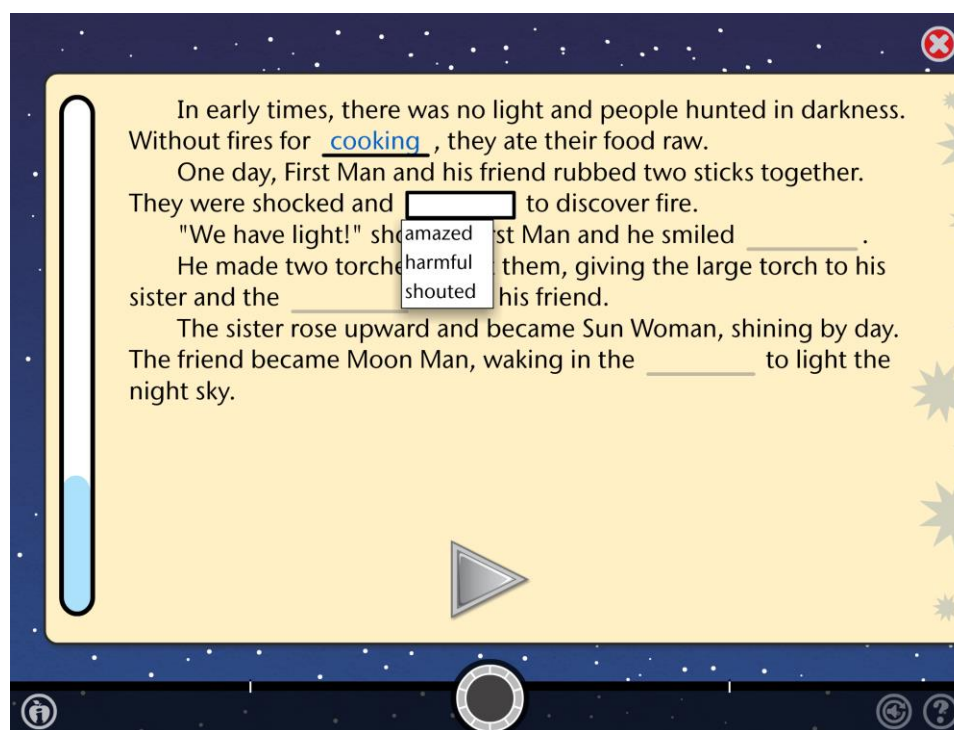 In early times, there was no light and people hunted in darkness.
Without fires for cooking , they ate their food raw.
One day, First Man and his friend rubbed two sticks together.
They were shocked and to discover fire.
"We have light!" sho st Man and he smiled .
amazed
He made two torche them, giving the large torch to his
harmful
sister and the his friend.
shouted
The sister rose upward and became Sun Woman, shining by day.
The friend became Moon Man, waking in the to light the
night sky.
?